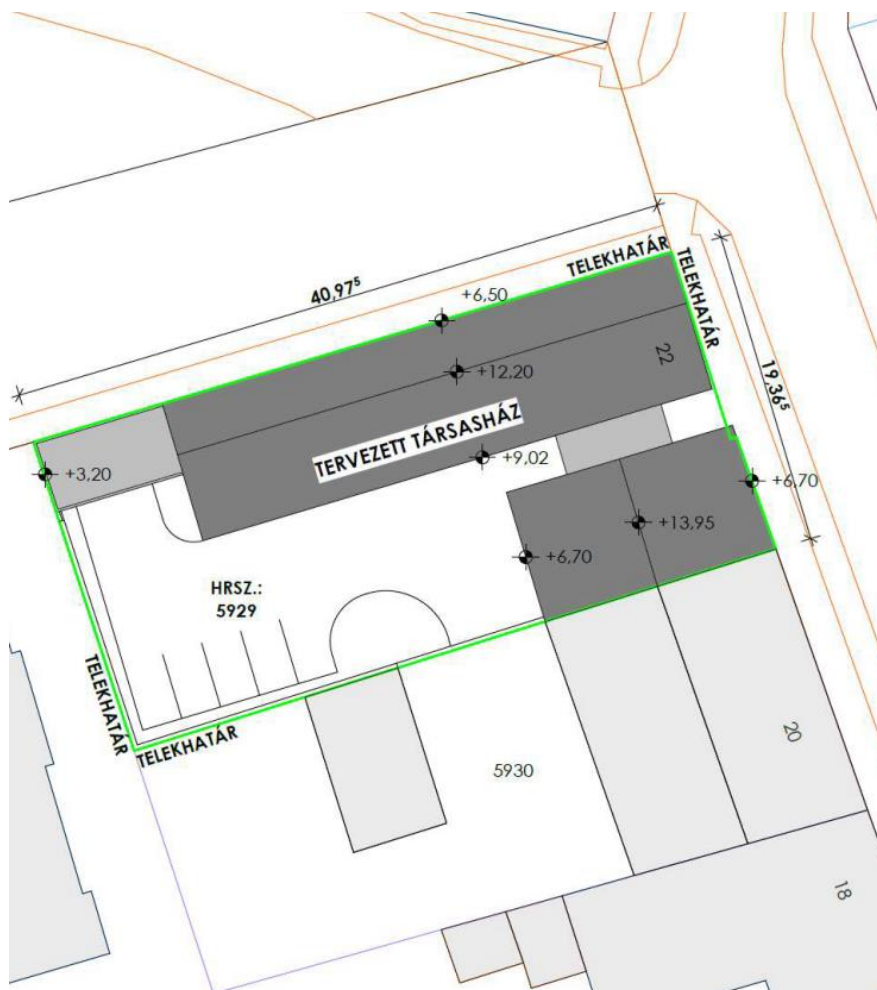 TELEKHATÁR
TELEKHATÁR
40,97⁵
+6,50
19,36⁵
22
+12,20
TERVEZETT TÁRSASHÁZ
+9,02
+3,20
+6,70
+13,95
+6,70
HRSZ.:
5929
TELEKHATÁR
TELEKHATÁR
5930
20
18